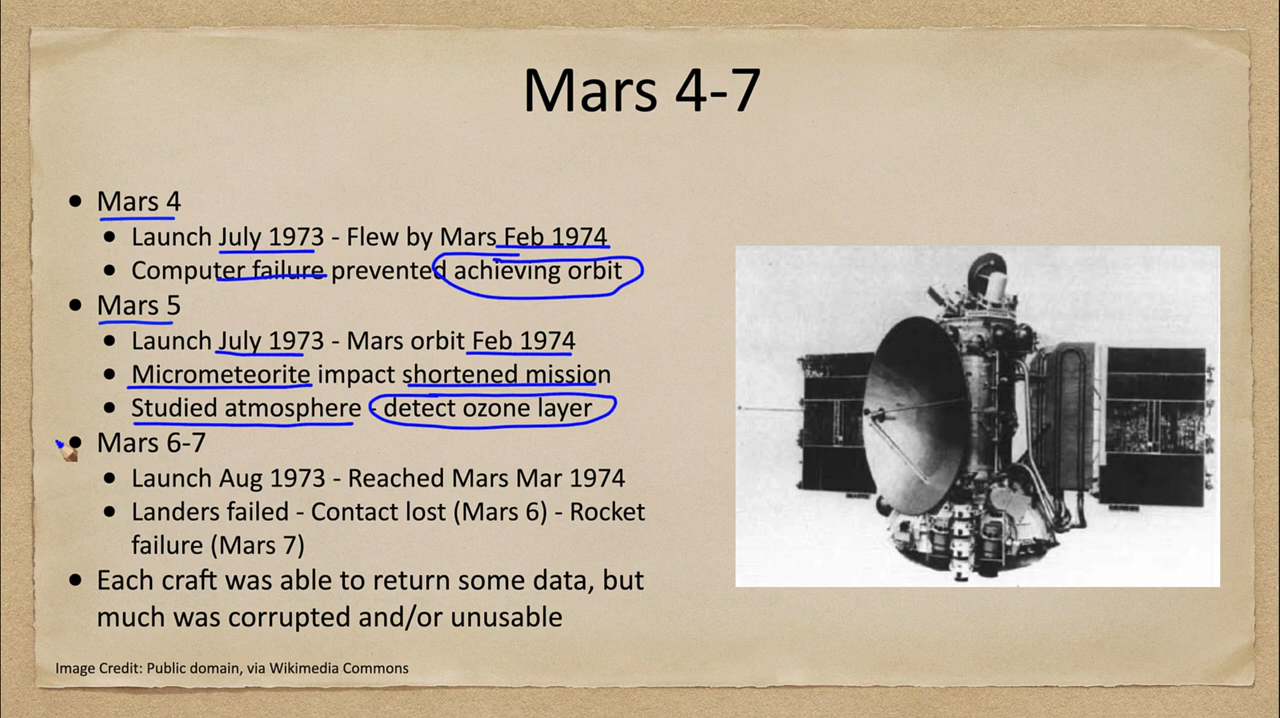 Mars 4-7
• Mars 4
• Launch July 1973 - Flew by Mars Feb 1974
• Computer failure prevented achieving orbit
• Mars 5
• Launch July 1973 - Mars orbit Feb 1974
• Micrometeorite impact shortened mission
• Studied atmosphere - detect ozone layer
• Mars 6-7
• Launch Aug 1973 - Reached Mars Mar 1974
• Landers failed - Contact lost (Mars 6) - Rocket
failure (Mars 7)
• Each craft was able to return some data, but
much was corrupted and/or unusable
Image Credit: Public domain, via Wikimedia Commons